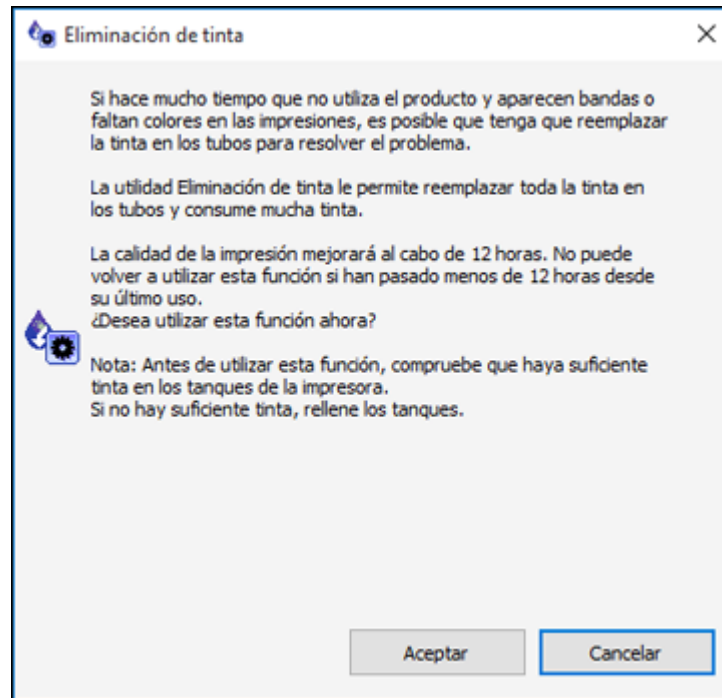 Eliminación de tinta
Si hace mucho tiempo que no utiliza el producto y aparecen bandas o
faltan colores en las impresiones, es posible que tenga que reemplazar
la tinta en los tubos para resolver el problema.
La utilidad Eliminación de tinta le permite reemplazar toda la tinta en
los tubos y consume mucha tinta.
La calidad de la impresión mejorará al cabo de 12 horas. No puede
volver a utilizar esta función si han pasado menos de 12 horas desde
su último uso.
¿Desea utilizar esta función ahora?
Nota: Antes de utilizar esta función, compruebe que haya suficiente
tinta en los tanques de la impresora.
Si no hay suficiente tinta, rellene los tanques.
Aceptar
Cancelar